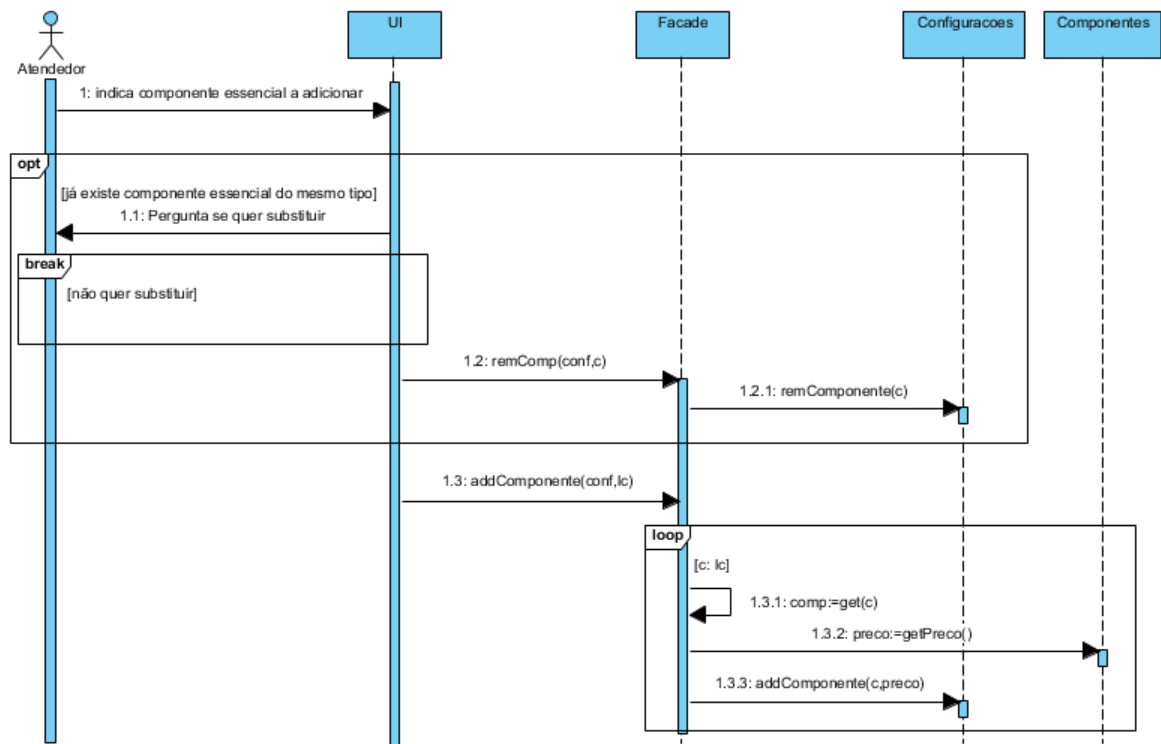 UI
Facade
Configuracoes
Componentes
Atendedor
1: indica componente essencial a adicionar
opt
[já existe componente essencial do mesmo tipo]
1.1: Pergunta se quer substituir
break
[não quer substituir]
1.2: remComp(conf,c)
1.2.1: remComponente(c)
1.3: addComponente(conf,lc)
loop
[c: lc]
1.3.1: comp:=get(c)
1.3.2: preco:=getPreco()
1.3.3: addComponente(c,preco)